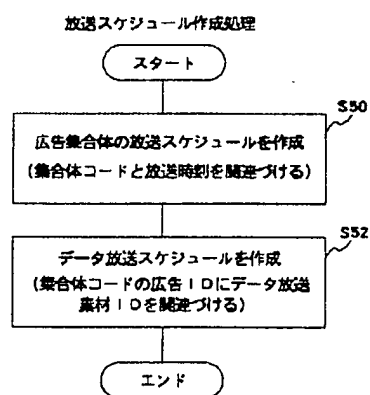 放送スケジュール作成処理
スタート
S50
広告集合体の放送スケジュールを作成
(集合体コードと放送時刻を関連づける)
S52
データ放送スケジュールを作成
(集合体コードの広告IDにデータ放送
素材IDを関連づける)
エンド